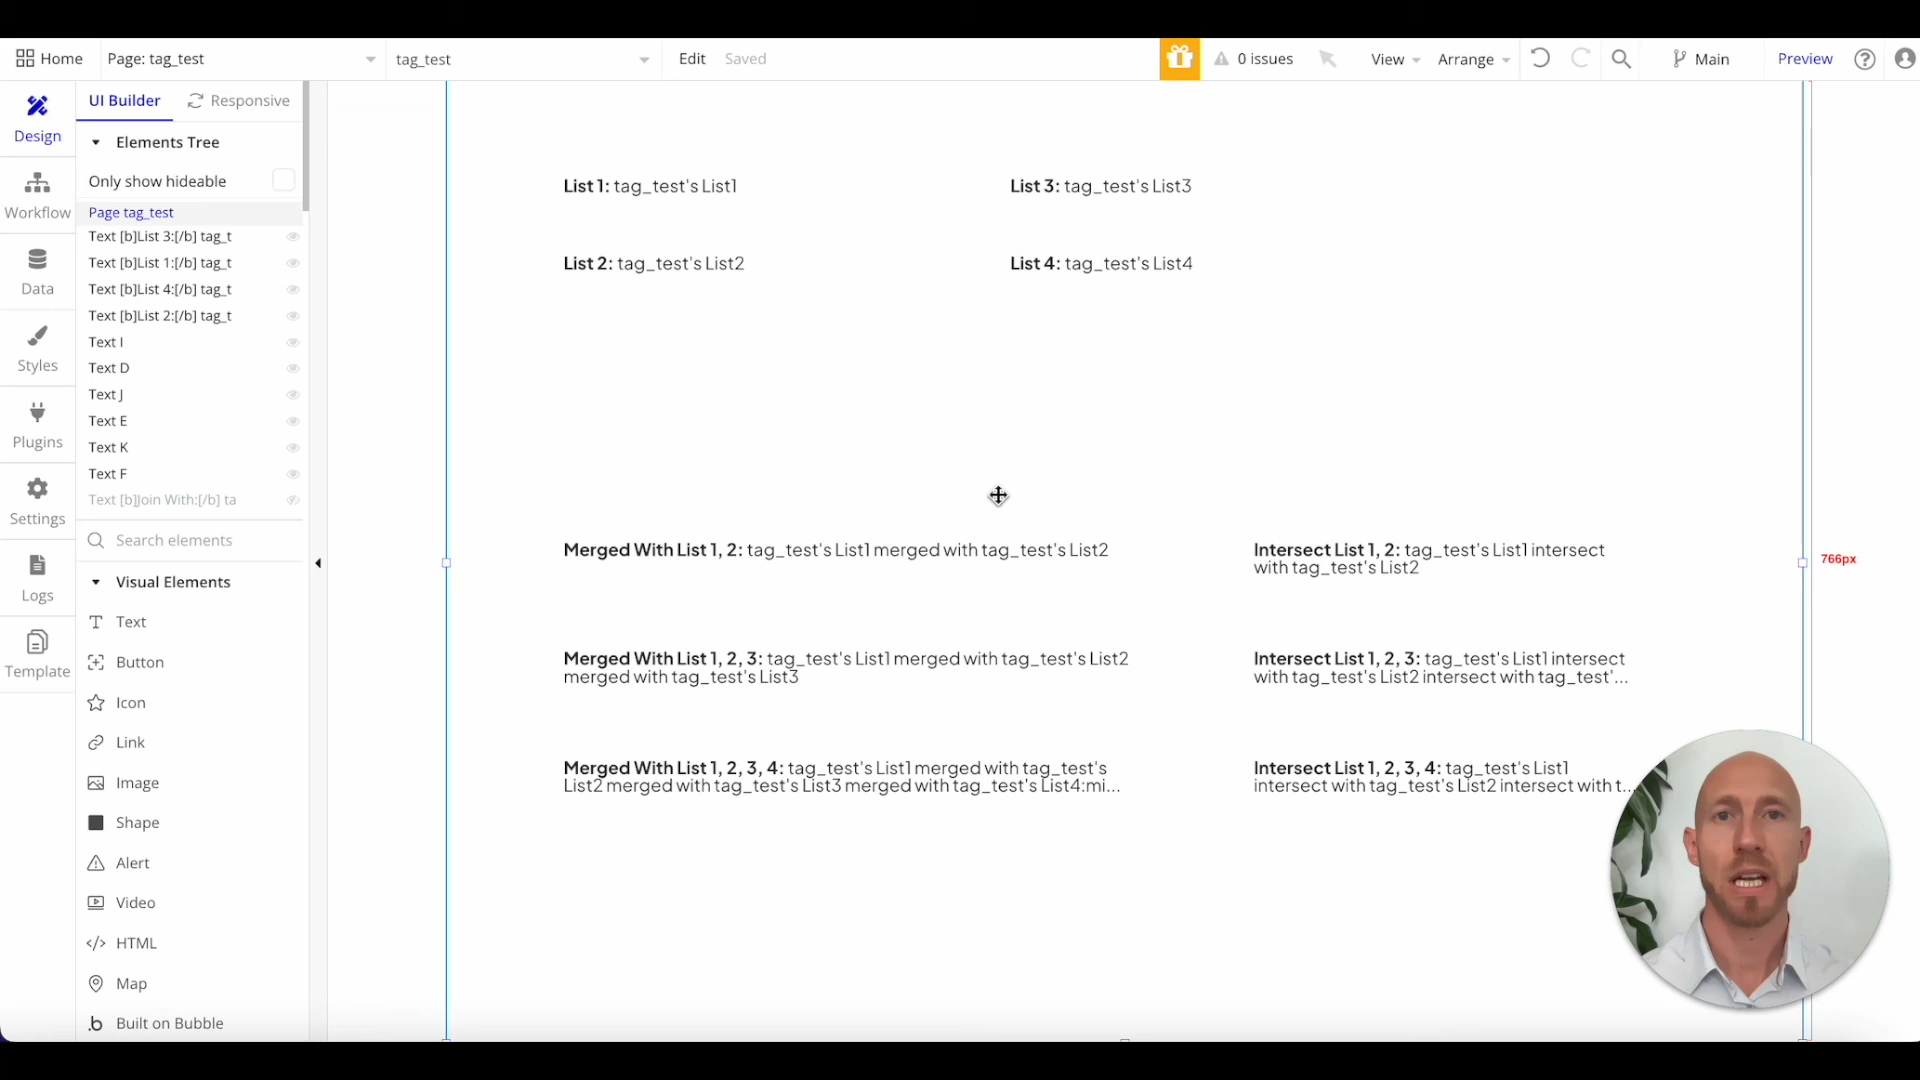 Home
Page: tag_test
tag_test
Edit
Saved
0 issues
View
Arrange
Main
Preview
Design
Workflow
Data
Styles
Plugins
Settings
Logs
Template
UI Builder
Responsive
Elements Tree
Only show hideable
Page tag_test
Text [b]List 3:[/b] tag_t
Text [b]List 1:[/b] tag_t
Text [b]List 4:[/b] tag_t
Text [b]List 2:[/b] tag_t
Text I
Text D
Text J
Text E
Text K
Text F
Text [b]Join With:[/b] ta
Search elements
Visual Elements
Text
Button
Icon
Link
Image
Shape
Alert
Video
HTML
Map
Built on Bubble
List 1: tag_test's List1
List 3: tag_test's List3
List 2: tag_test's List2
List 4: tag_test's List4
Merged With List 1, 2: tag_test's List1 merged with tag_test's List2
Intersect List 1, 2: tag_test's List1 intersect
with tag_test's List2
766px
Merged With List 1, 2, 3: tag_test's List1 merged with tag_test's List2
merged with tag_test's List3
Intersect List 1, 2, 3: tag_test's List1 intersect
with tag_test's List2 intersect with tag_test'...
Merged With List 1, 2, 3, 4: tag_test's List1 merged with tag_test's
List2 merged with tag_test's List3 merged with tag_test's List4:mi...
Intersect List 1, 2, 3, 4: tag_test's List1
intersect with tag_test's List2 intersect with t...